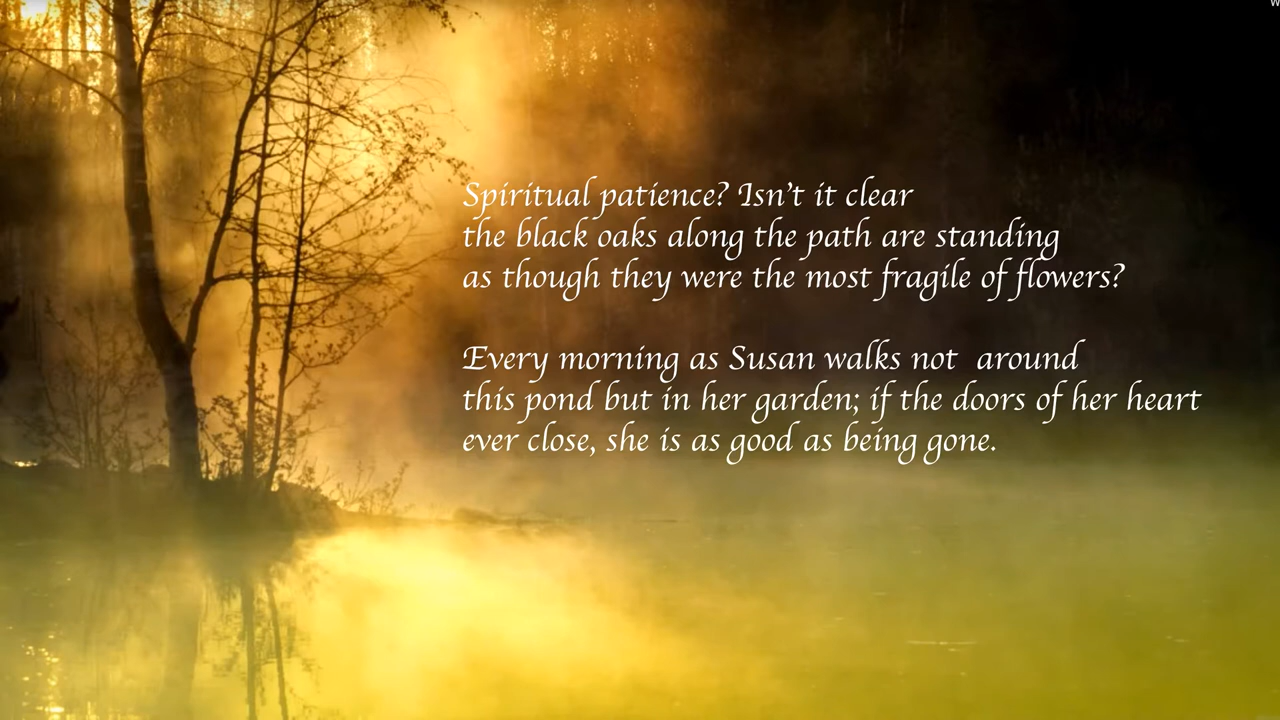 Spiritual patience? Isn't it clear
the black oaks along the path are standing
as though they were the most fragile of flowers?
Every morning as Susan walks not  around
this pond but in her garden; if the doors of her heart
ever close, she is as good as being gone.